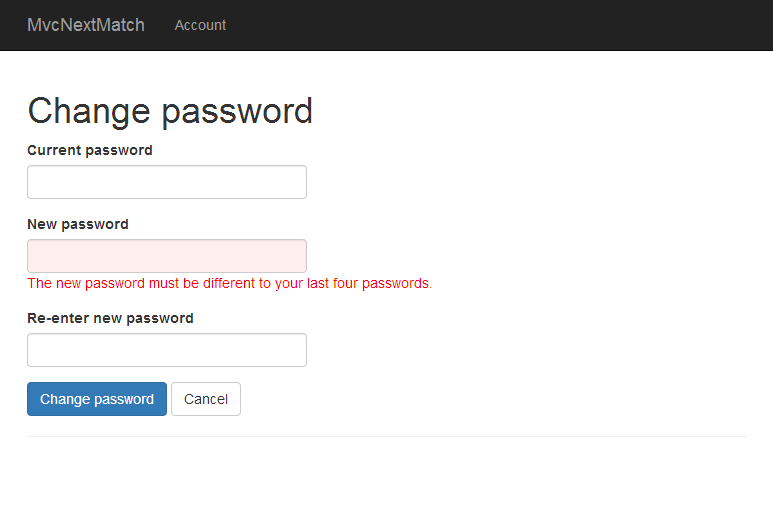 MvcNextMatch Account
Change password
Current password
New password
The new password must be different to your last four passwords.
Re-enter new password
Change password Cancel